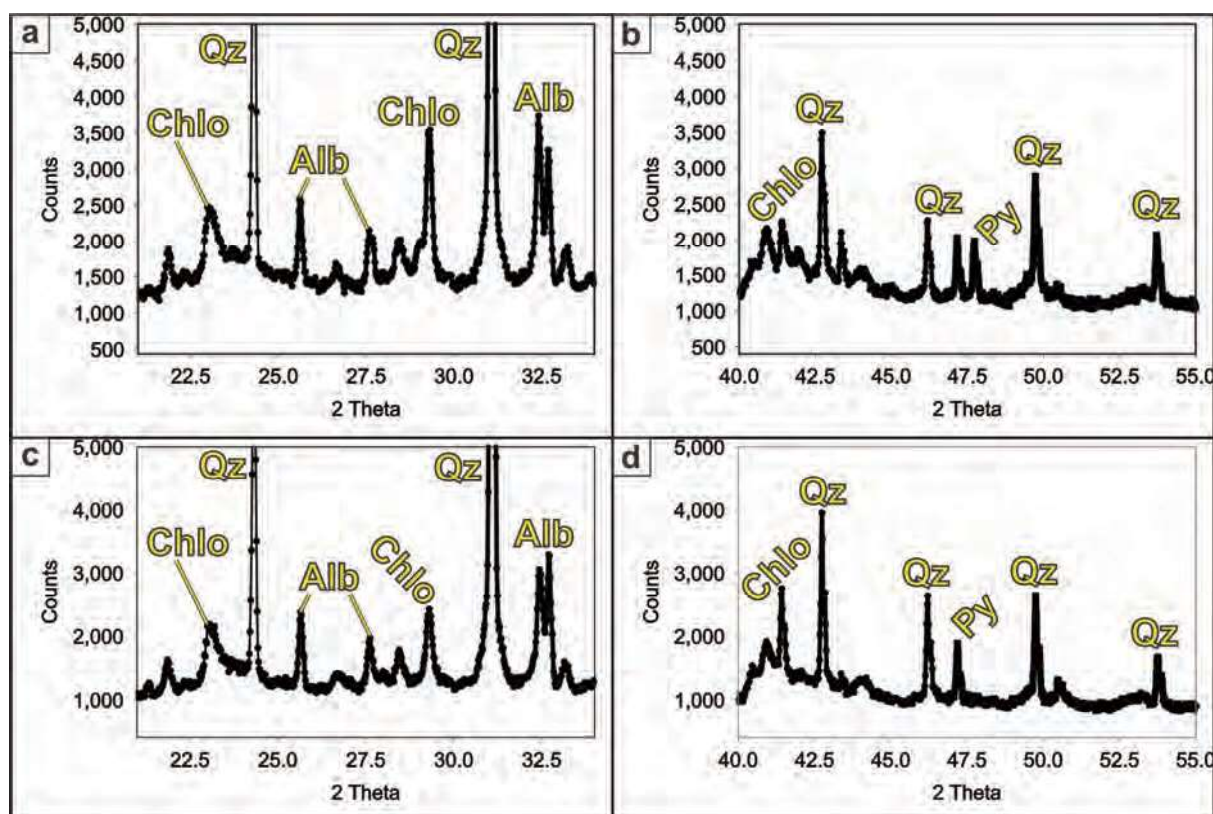 a
5,000
4,500
4,000
3,500
3,000
2,500
2,000
1,500
1,000
500
Counts
Qz
Qz
Chlo
Alb
Chlo
Alb
22.5 25.0 27.5 31.0 32.5
2 Theta
b
5,000
4,500
4,000
3,500
3,000
2,500
2,000
1,500
1,000
500
Counts
Chlo
Qz
Qz
Py
Qz
Qz
40.0 42.5 45.0 47.5 50.0 52.5 55.0
2 Theta
c
5,000
4,000
3,000
2,000
1,000
Counts
Qz
Qz
Chlo
Alb
Chlo
Alb
22.5 25.0 27.5 31.0 32.5
2 Theta
d
5,000
4,000
3,000
2,000
1,000
Counts
Chlo
Qz
Qz
Py
Qz
Qz
40.0 42.5 45.0 47.5 50.0 52.5 55.0
2 Theta